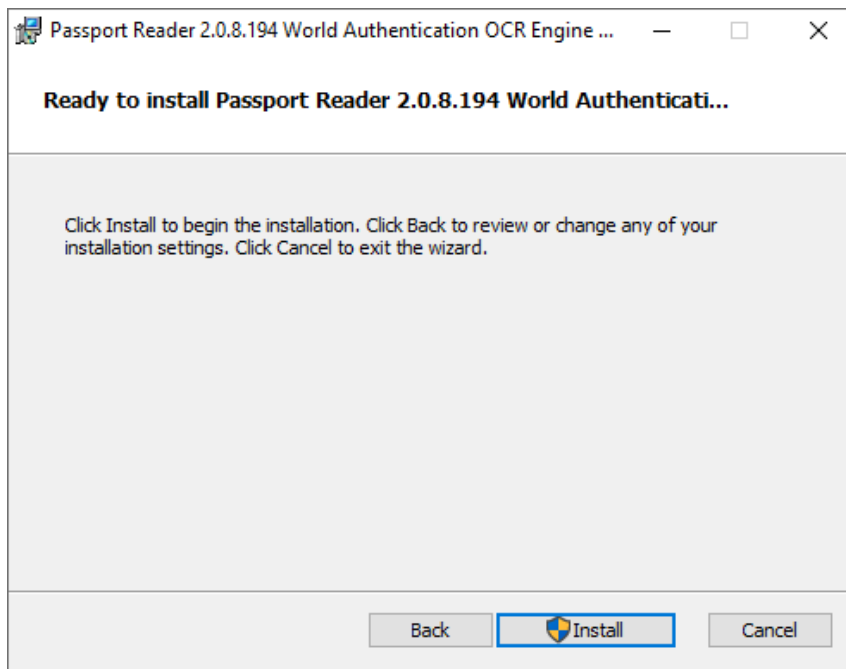 Passport Reader 2.0.8.194 World Authentication OCR Engine ...
Ready to install Passport Reader 2.0.8.194 World Authenticati...
Click Install to begin the installation. Click Back to review or change any of your
installation settings. Click Cancel to exit the wizard.
Back Install Cancel